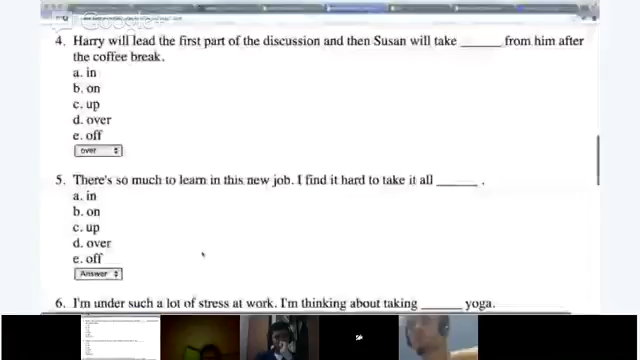 4. Harry will lead the first part of the discussion and then Susan will take ______ from him after
the coffee break.
a. in
b. on
c. up
d. over
e. off
over
5. There's so much to learn in this new job. I find it hard to take it all ______ .
a. in
b. on
c. up
d. over
e. off
Answer
6. I'm under such a lot of stress at work. I'm thinking about taking ______ yoga.